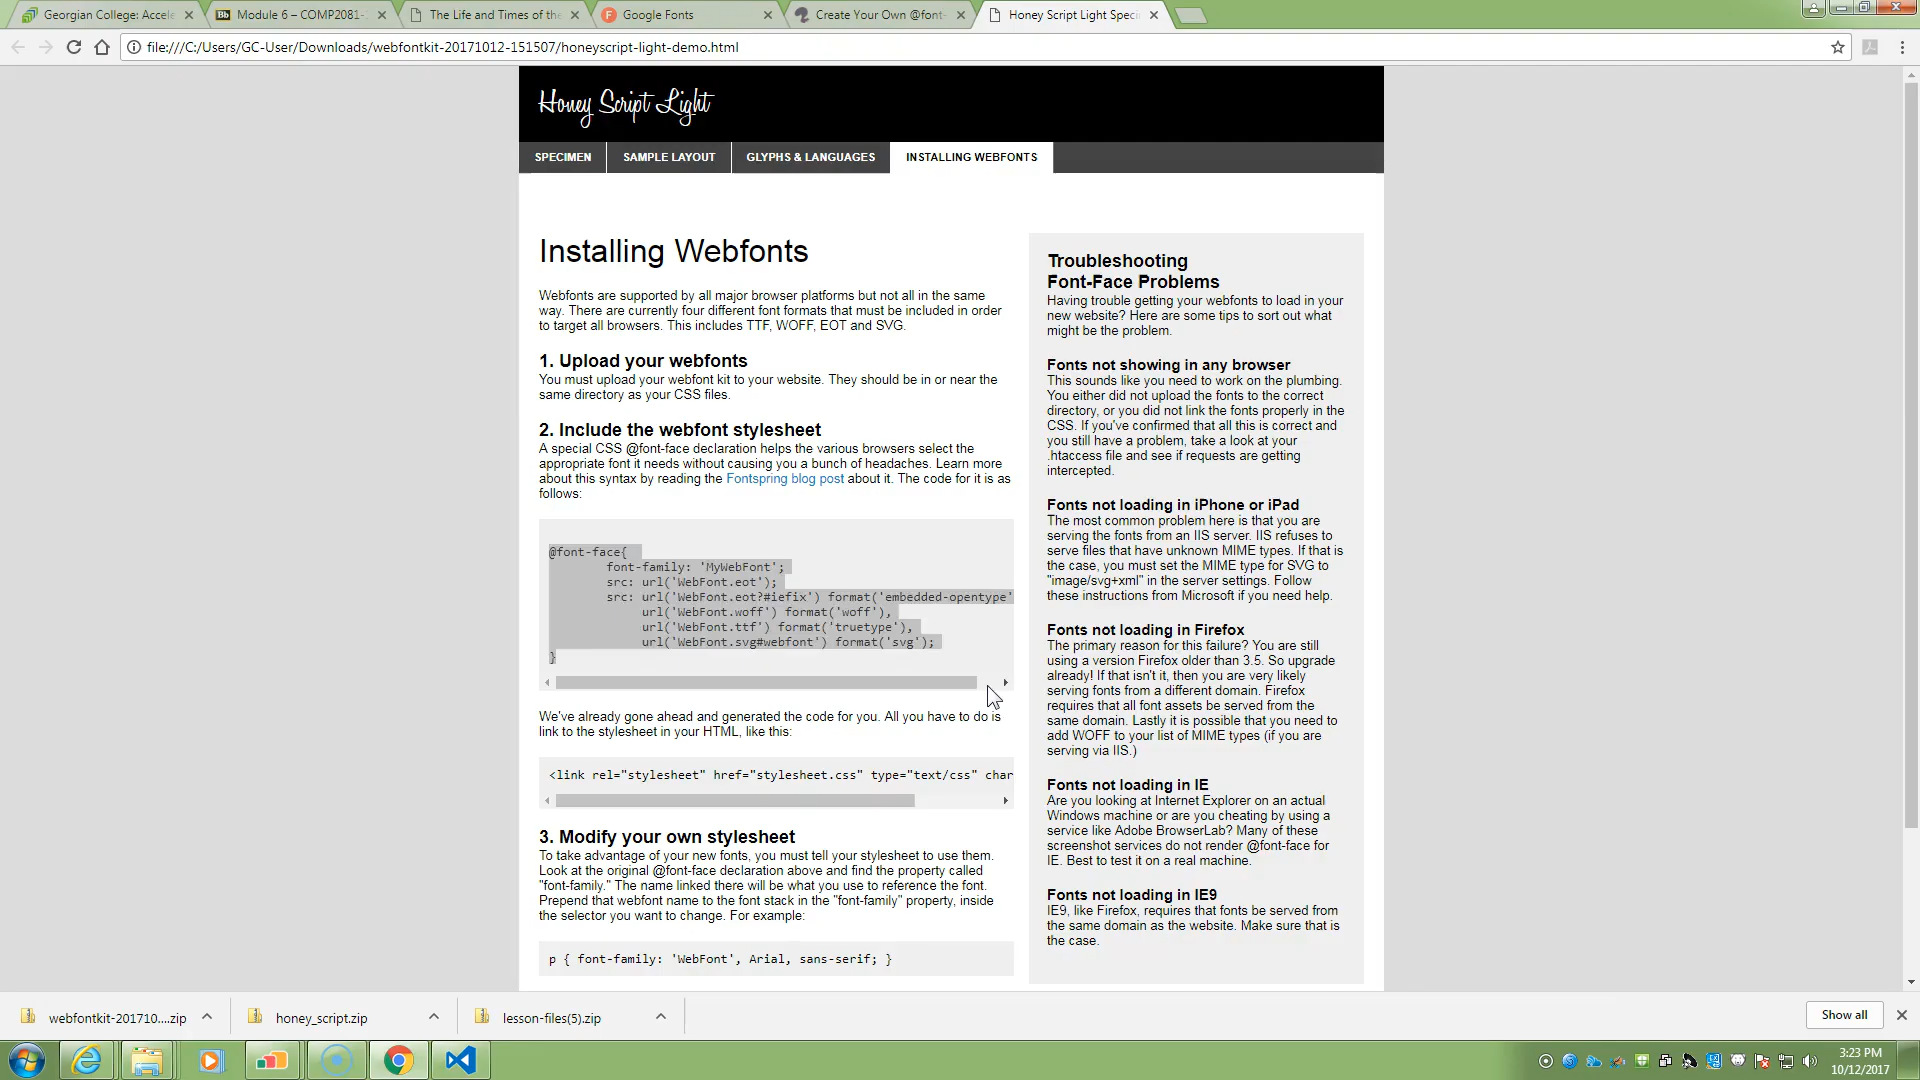 Georgian College: Accele
Module 6 – COMP2081-
The Life and Times of the
Google Fonts
Create Your Own @font-
Honey Script Light Speci
file:///C:/Users/GC-User/Downloads/webfontkit-20171012-151507/honeyscript-light-demo.html
Honey Script Light
SPECIMEN
SAMPLE LAYOUT
GLYPHS & LANGUAGES
INSTALLING WEBFONTS
Installing Webfonts
Webfonts are supported by all major browser platforms but not all in the same
way. There are currently four different font formats that must be included in order
to target all browsers. This includes TTF, WOFF, EOT and SVG.
1. Upload your webfonts
You must upload your webfont kit to your website. They should be in or near the
same directory as your CSS files.
2. Include the webfont stylesheet
A special CSS @font-face declaration helps the various browsers select the
appropriate font it needs without causing you a bunch of headaches. Learn more
about this syntax by reading the Fontspring blog post about it. The code for it is as
follows:
@font-face{
font-family: 'MyWebFont';
src: url('WebFont.eot');
src: url('WebFont.eot?#iefix') format('embedded-opentype'
url('WebFont.woff') format('woff'),
url('WebFont.ttf') format('truetype'),
url('WebFont.svg#webfont') format('svg');
}
We've already gone ahead and generated the code for you. All you have to do is
link to the stylesheet in your HTML, like this:
<link rel="stylesheet" href="stylesheet.css" type="text/css" char
3. Modify your own stylesheet
To take advantage of your new fonts, you must tell your stylesheet to use them.
Look at the original @font-face declaration above and find the property called
"font-family." The name linked there will be what you use to reference the font.
Prepend that webfont name to the font stack in the "font-family" property, inside
the selector you want to change. For example:
p { font-family: 'WebFont', Arial, sans-serif; }
Troubleshooting
Font-Face Problems
Having trouble getting your webfonts to load in your
new website? Here are some tips to sort out what
might be the problem.
Fonts not showing in any browser
This sounds like you need to work on the plumbing.
You either did not upload the fonts to the correct
directory, or you did not link the fonts properly in the
CSS. If you've confirmed that all this is correct and
you still have a problem, take a look at your
.htaccess file and see if requests are getting
intercepted.
Fonts not loading in iPhone or iPad
The most common problem here is that you are
serving the fonts from an IIS server. IIS refuses to
serve files that have unknown MIME types. If that is
the case, you must set the MIME type for SVG to
"image/svg+xml" in the server settings. Follow
these instructions from Microsoft if you need help.
Fonts not loading in Firefox
The primary reason for this failure? You are still
using a version Firefox older than 3.5. So upgrade
already! If that isn't it, then you are very likely
serving fonts from a different domain. Firefox
requires that all font assets be served from the
same domain. Lastly it is possible that you need to
add WOFF to your list of MIME types (if you are
serving via IIS.)
Fonts not loading in IE
Are you looking at Internet Explorer on an actual
Windows machine or are you cheating by using a
service like Adobe BrowserLab? Many of these
screenshot services do not render @font-face for
IE. Best to test it on a real machine.
Fonts not loading in IE9
IE9, like Firefox, requires that fonts be served from
the same domain as the website. Make sure that is
the case.
webfontkit-201710....zip
honey_script.zip
lesson-files(5).zip
Show all
3:23 PM
10/12/2017